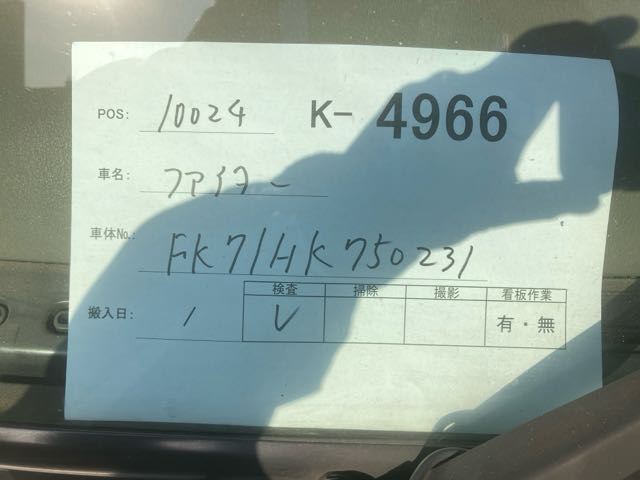 POS: 10024 K- 4966
車名: ファイター
車体No.: FK71HK750231
検査 掃除 撮影 看板作業
搬入日: / レ 有・無